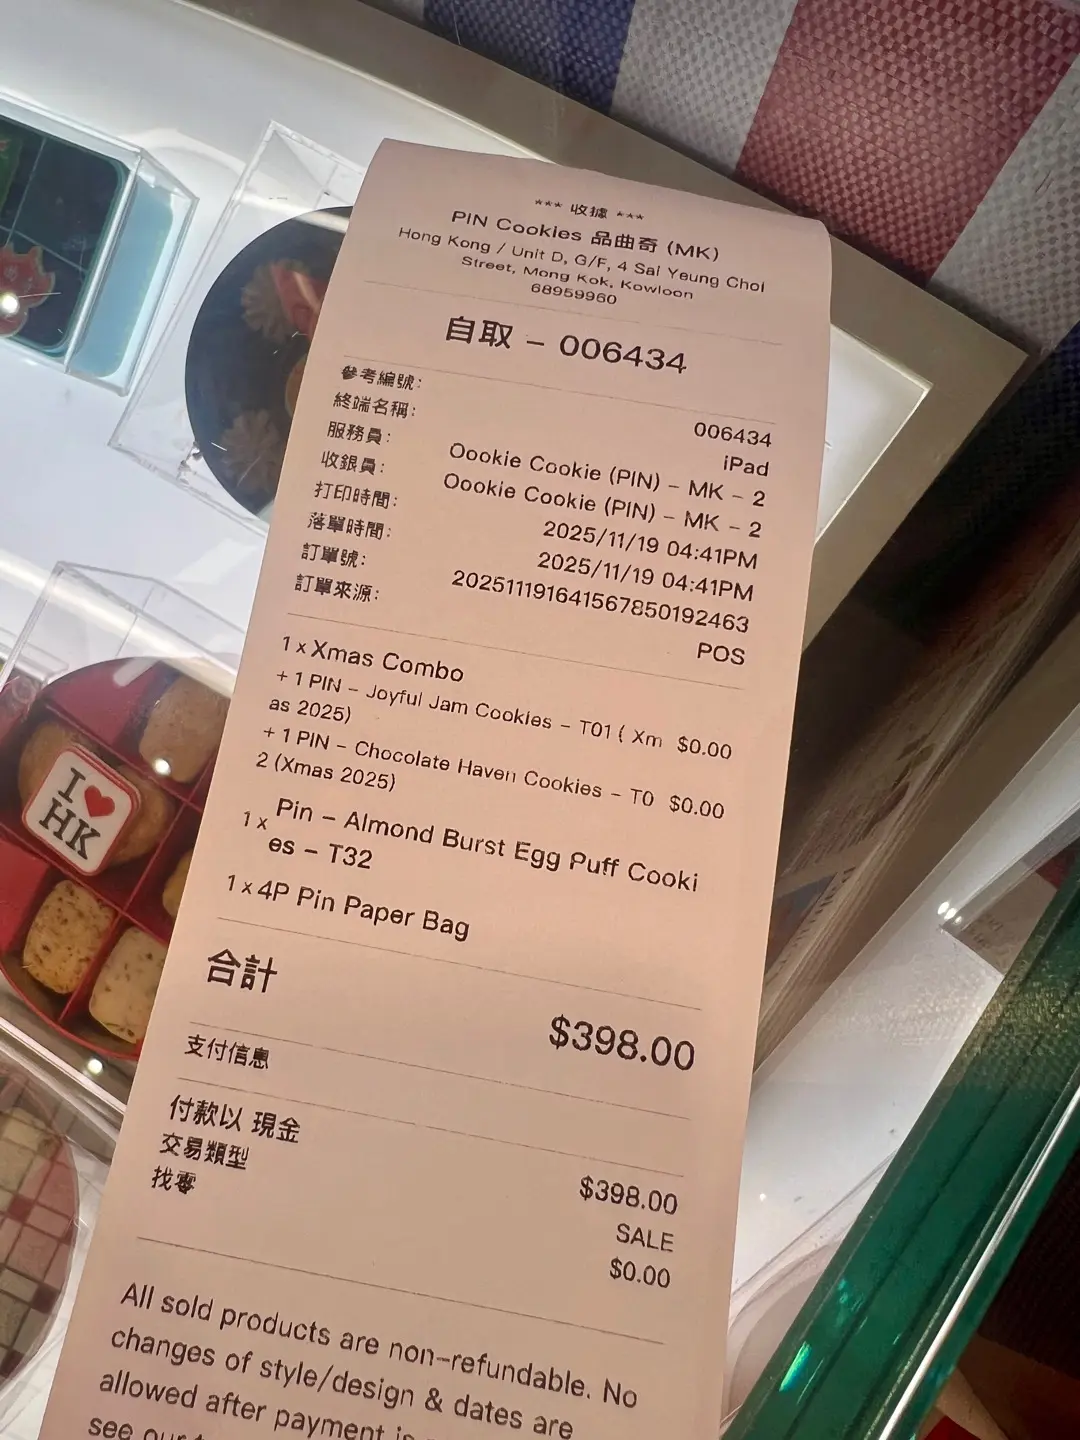 *** 收據 ***
PIN Cookies 品曲奇 (MK)
Hong Kong / Unit D, G/F, 4 Sai Yeung Choi
Street, Mong Kok, Kowloon
68959960
自取 - 006434
參考編號: 006434
終端名稱: iPad
服務員: Oookie Cookie (PIN) - MK - 2
收銀員: Oookie Cookie (PIN) - MK - 2
打印時間: 2025/11/19 04:41PM
落單時間: 2025/11/19 04:41PM
訂單號: 20251119164156785019​2463
訂單來源: POS
1 x Xmas Combo
+ 1 PIN - Joyful Jam Cookies - T01 ( Xm $0.00
as 2025)
+ 1 PIN - Chocolate Haven Cookies - T0 $0.00
2 (Xmas 2025)
1 x Pin - Almond Burst Egg Puff Cooki
es - T32
1 x 4P Pin Paper Bag
合計 $398.00
支付信息
付款以 現金 $398.00
交易類型 SALE
找零 $0.00
All sold products are non-refundable. No
changes of style/design & dates are
allowed after payment is
see our
I ♥
HK